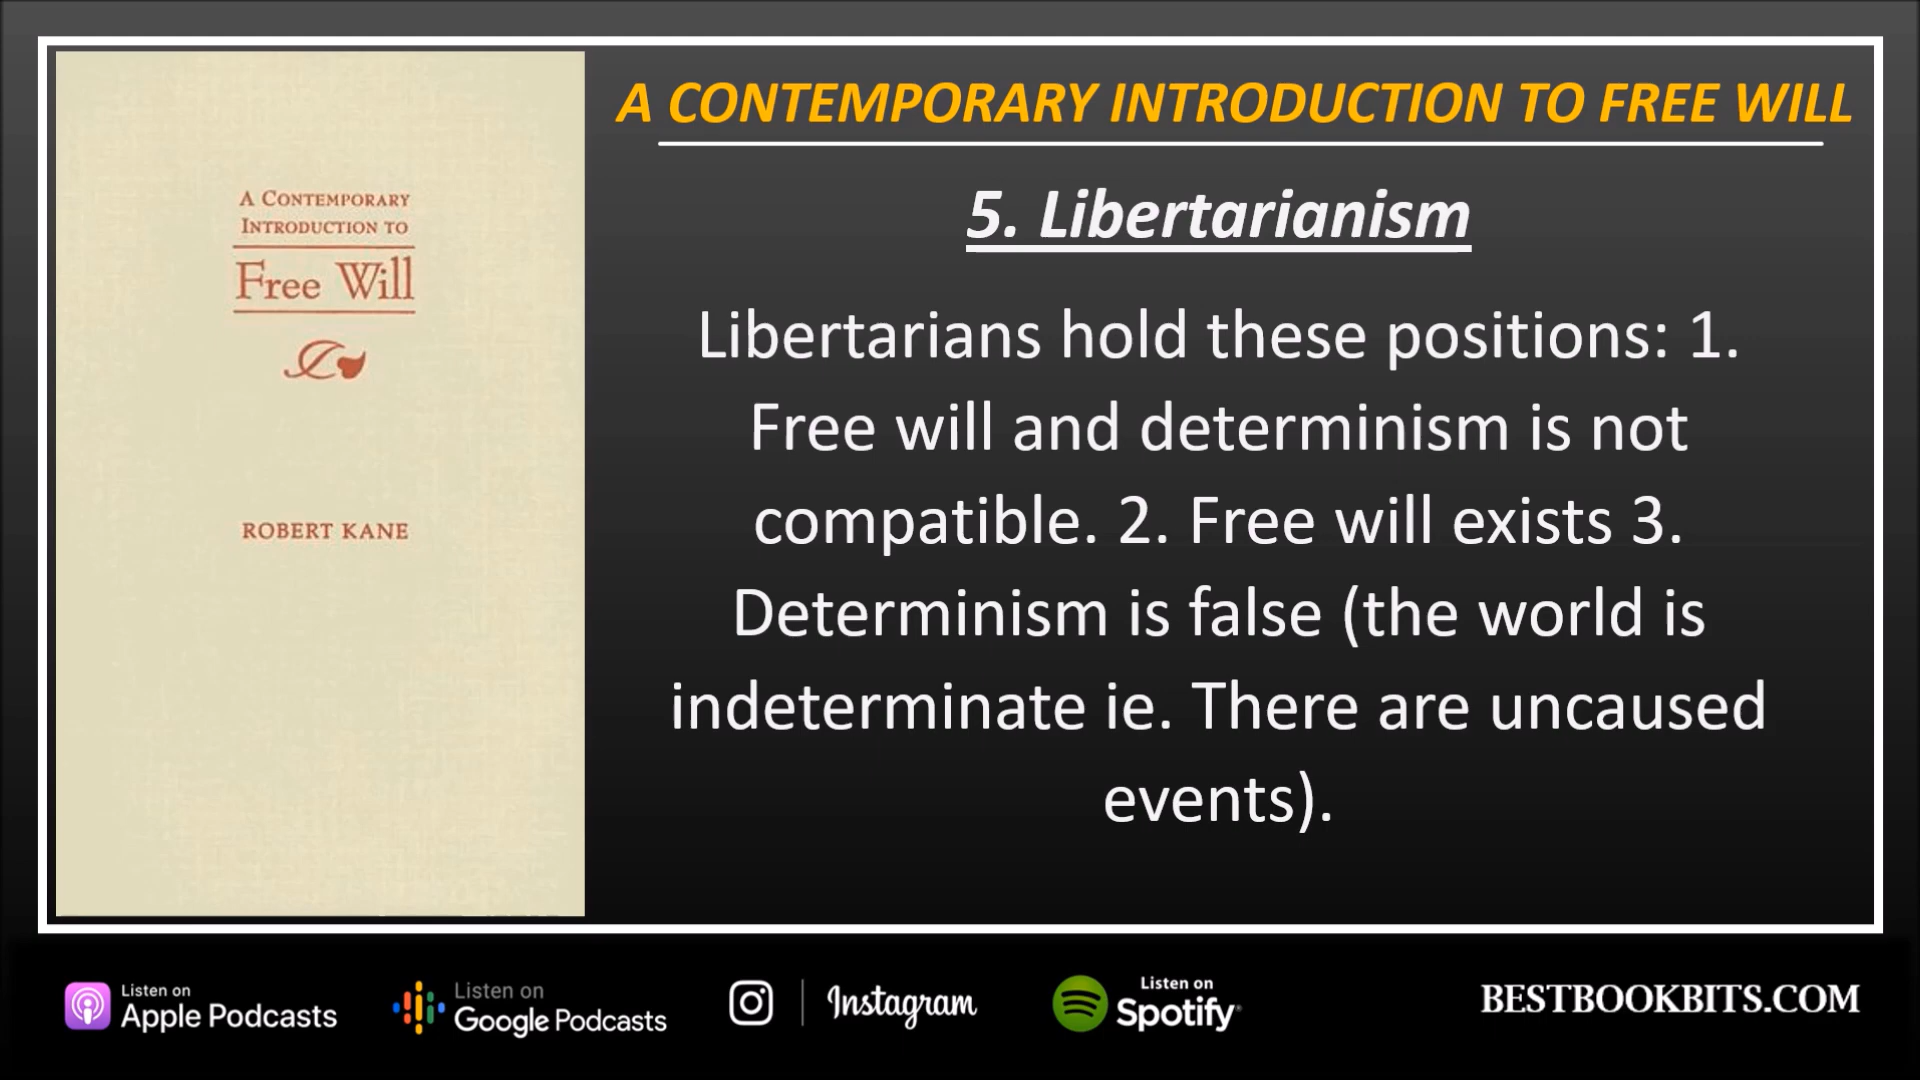 A CONTEMPORARY
INTRODUCTION TO
Free Will
ROBERT KANE
A CONTEMPORARY INTRODUCTION TO FREE WILL
5. Libertarianism
Libertarians hold these positions: 1.
Free will and determinism is not
compatible. 2. Free will exists 3.
Determinism is false (the world is
indeterminate ie. There are uncaused
events).
Listen on
Apple Podcasts
Listen on
Google Podcasts
Instagram
Listen on
Spotify
BESTBOOKBITS.COM